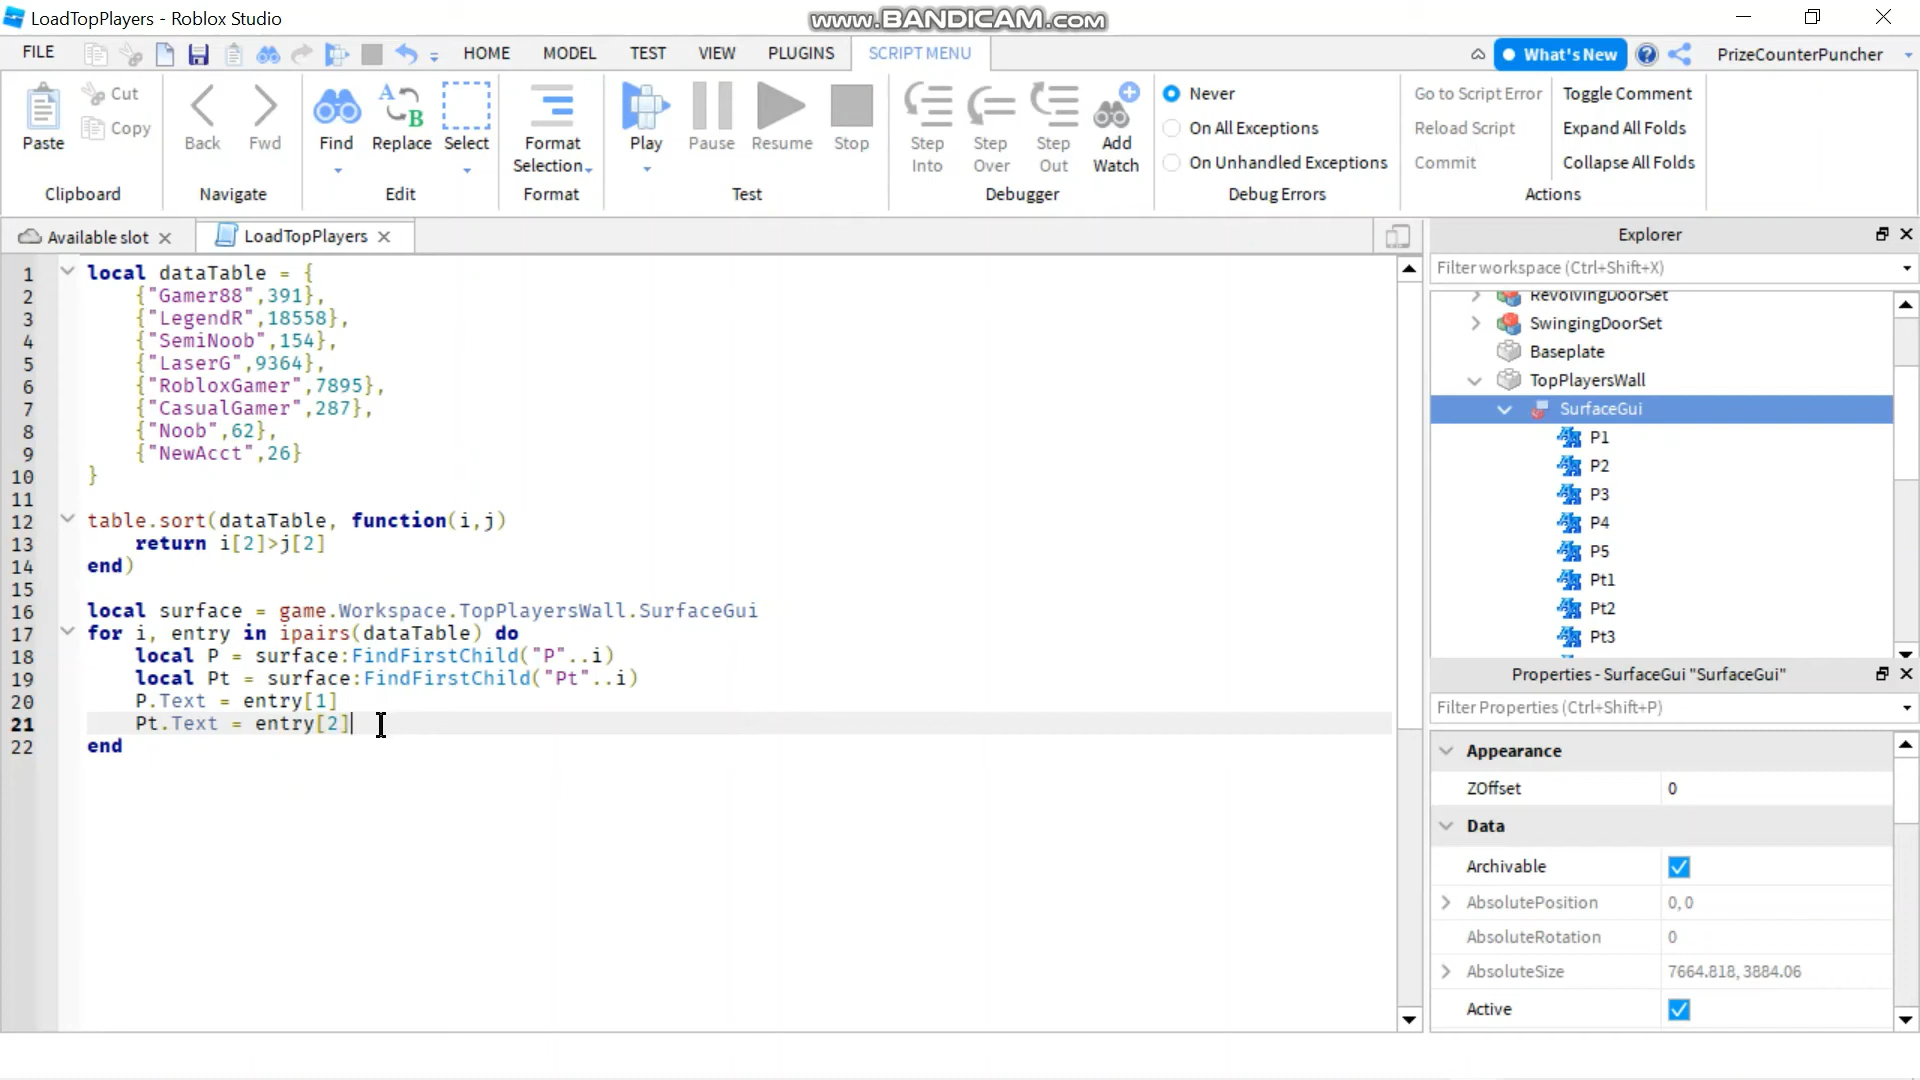 LoadTopPlayers - Roblox Studio
www.BANDICAM.com
FILE
HOME
MODEL
TEST
VIEW
PLUGINS
SCRIPT MENU
What's New
PrizeCounterPuncher
Paste
Cut
Copy
Clipboard
Back
Fwd
Navigate
Find
Replace
Select
Edit
Format
Selection
Format
Play
Pause
Resume
Stop
Test
Step
Into
Step
Over
Step
Out
Add
Watch
Debugger
Never
On All Exceptions
On Unhandled Exceptions
Debug Errors
Go to Script Error
Reload Script
Commit
Toggle Comment
Expand All Folds
Collapse All Folds
Actions
Available slot
LoadTopPlayers
1 local dataTable = {
2 {"Gamer88",391},
3 {"LegendR",18558},
4 {"SemiNoob",154},
5 {"LaserG",9364},
6 {"RobloxGamer",7895},
7 {"CasualGamer",287},
8 {"Noob",62},
9 {"NewAcct",26}
10 }
11
12 table.sort(dataTable, function(i,j)
13 return i[2]>j[2]
14 end)
15
16 local surface = game.Workspace.TopPlayersWall.SurfaceGui
17 for i, entry in ipairs(dataTable) do
18 local P = surface:FindFirstChild("P"..i)
19 local Pt = surface:FindFirstChild("Pt"..i)
20 P.Text = entry[1]
21 Pt.Text = entry[2]
22 end
Explorer
Filter workspace (Ctrl+Shift+X)
RevolvingDoorSet
SwingingDoorSet
Baseplate
TopPlayersWall
SurfaceGui
P1
P2
P3
P4
P5
Pt1
Pt2
Pt3
Properties - SurfaceGui "SurfaceGui"
Filter Properties (Ctrl+Shift+P)
Appearance
ZOffset 0
Data
Archivable
AbsolutePosition 0, 0
AbsoluteRotation 0
AbsoluteSize 7664.818, 3884.06
Active